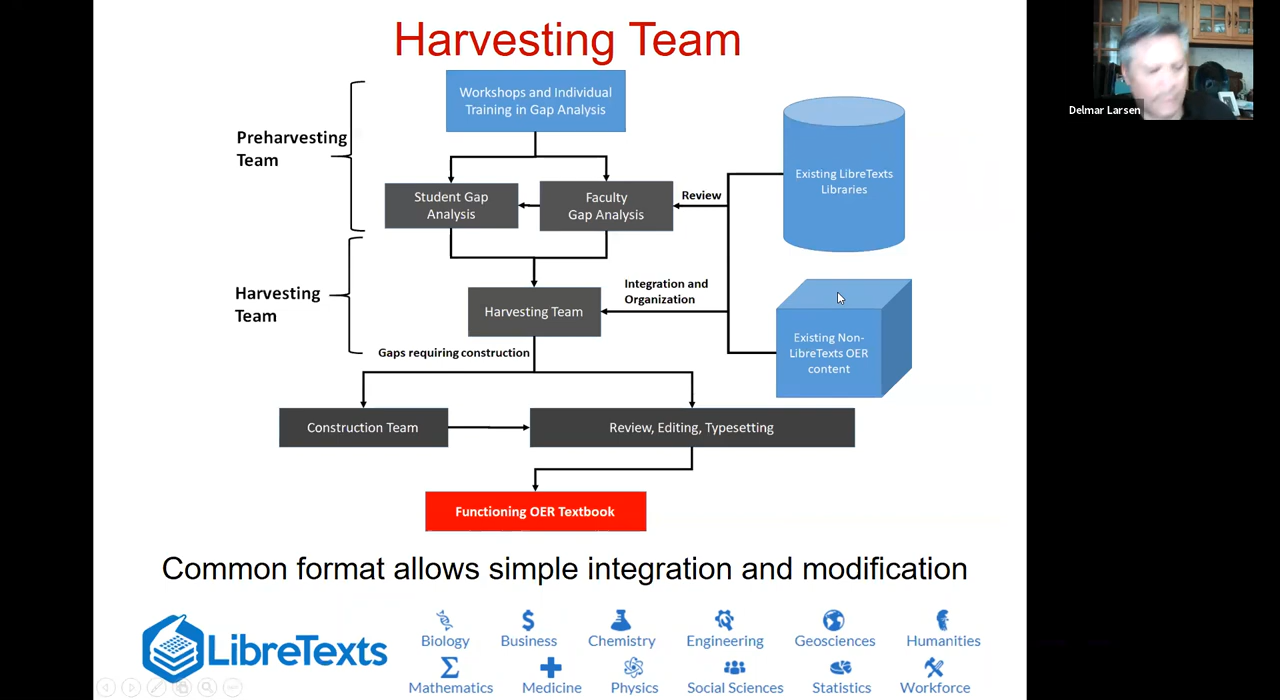 Harvesting Team
Delmar Larsen
Workshops and Individual
Training in Gap Analysis
Preharvesting
Team
Student Gap
Analysis
Faculty
Gap Analysis
Review
Existing LibreTexts
Libraries
Harvesting
Team
Harvesting Team
Integration and
Organization
Existing Non-
LibreTexts OER
content
Gaps requiring construction
Construction Team
Review, Editing, Typesetting
Functioning OER Textbook
Common format allows simple integration and modification
LibreTexts
Biology
Business
Chemistry
Engineering
Geosciences
Humanities
Mathematics
Medicine
Physics
Social Sciences
Statistics
Workforce